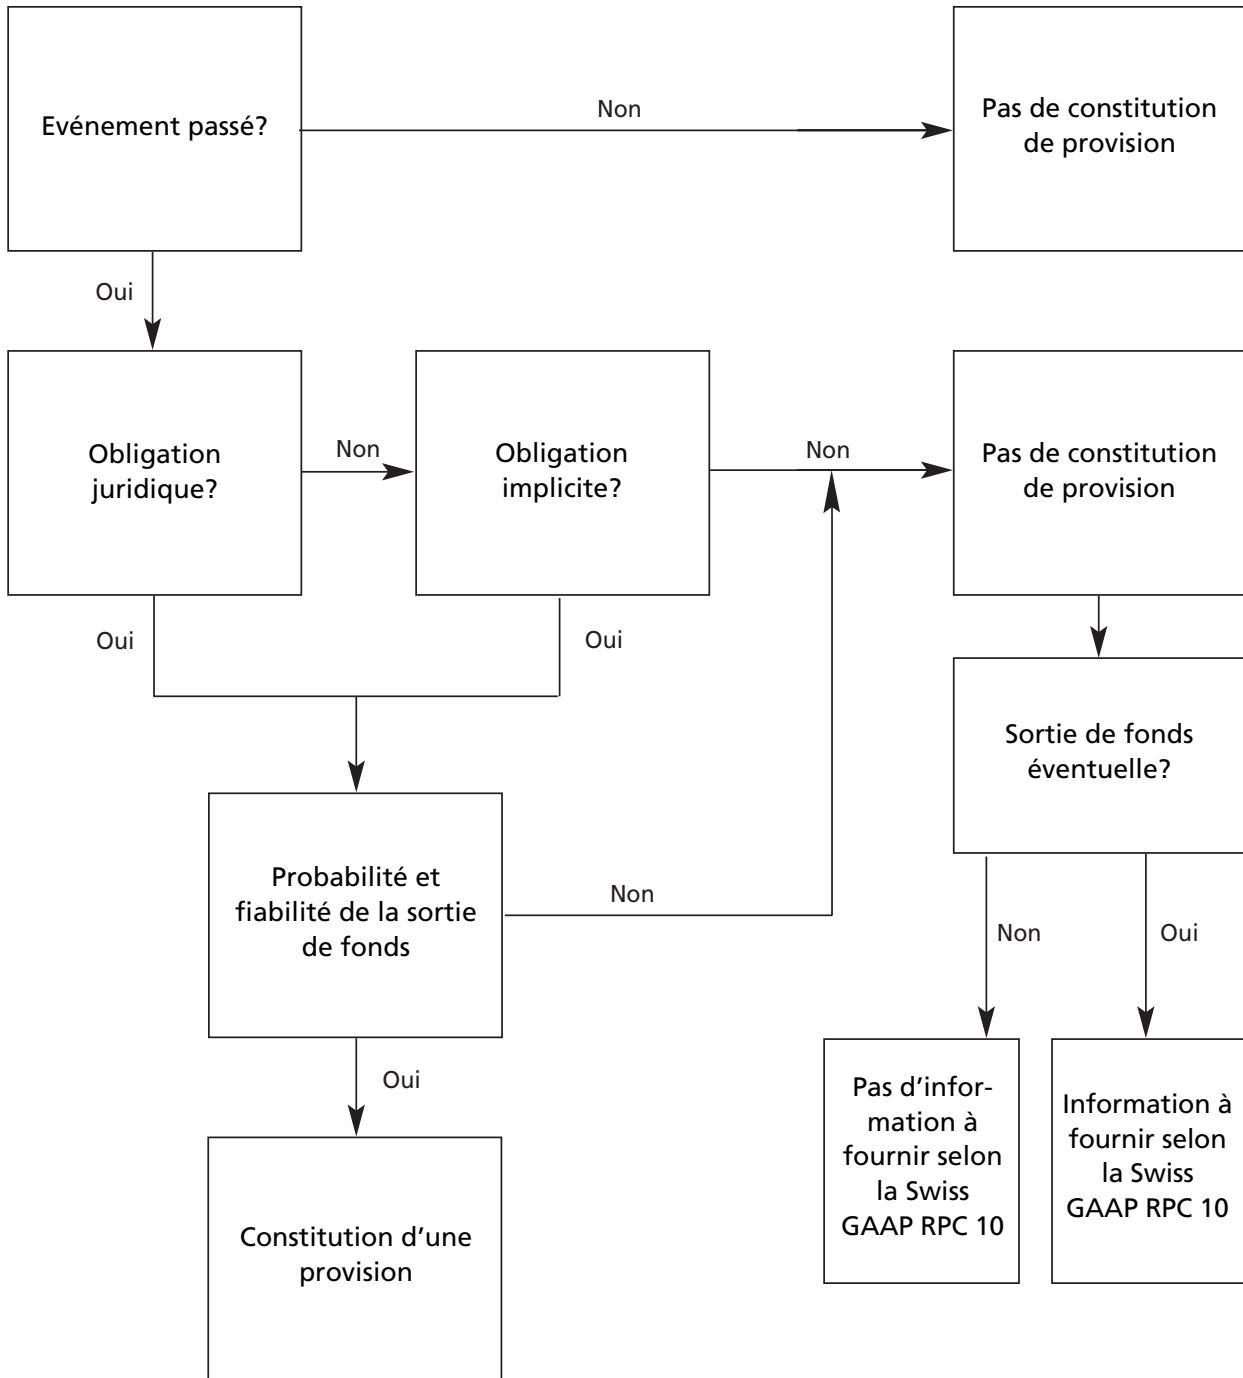 Evénement passé?
Non
Pas de constitution
de provision
Oui
Obligation
juridique?
Non
Obligation
implicite?
Non
Pas de constitution
de provision
Oui
Oui
Sortie de fonds
éventuelle?
Probabilité et
fiabilité de la sortie
de fonds
Non
Non
Oui
Oui
Pas d'infor-
mation à
fournir selon
la Swiss
GAAP RPC 10
Information à
fournir selon
la Swiss
GAAP RPC 10
Constitution d'une
provision